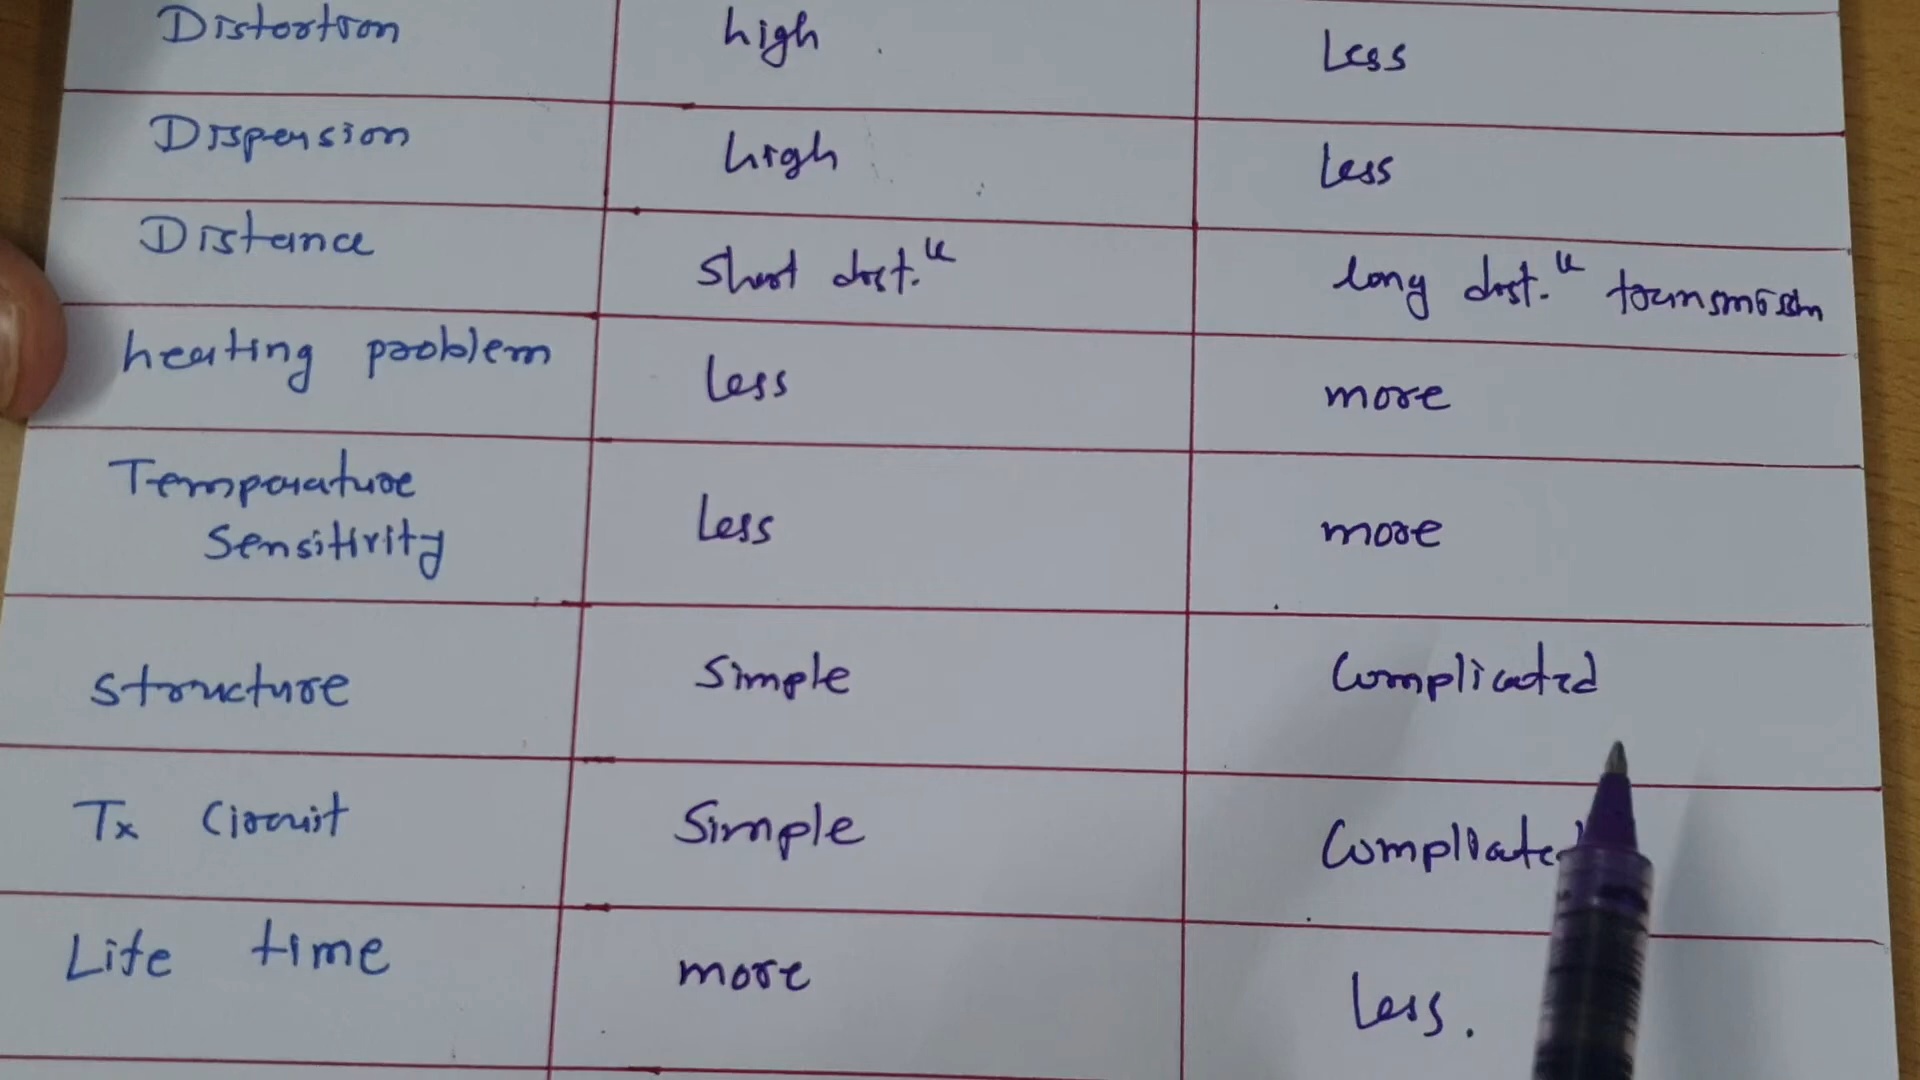 Distortion high Less
Dispersion high Less
Distance Short dist.ᵏ long dist.ᵏ transmission
heating problem Less more
Temperature Less more
Sensitivity
Structure Simple Complicated
Tx Circuit Simple Complicated
Life time more Less.